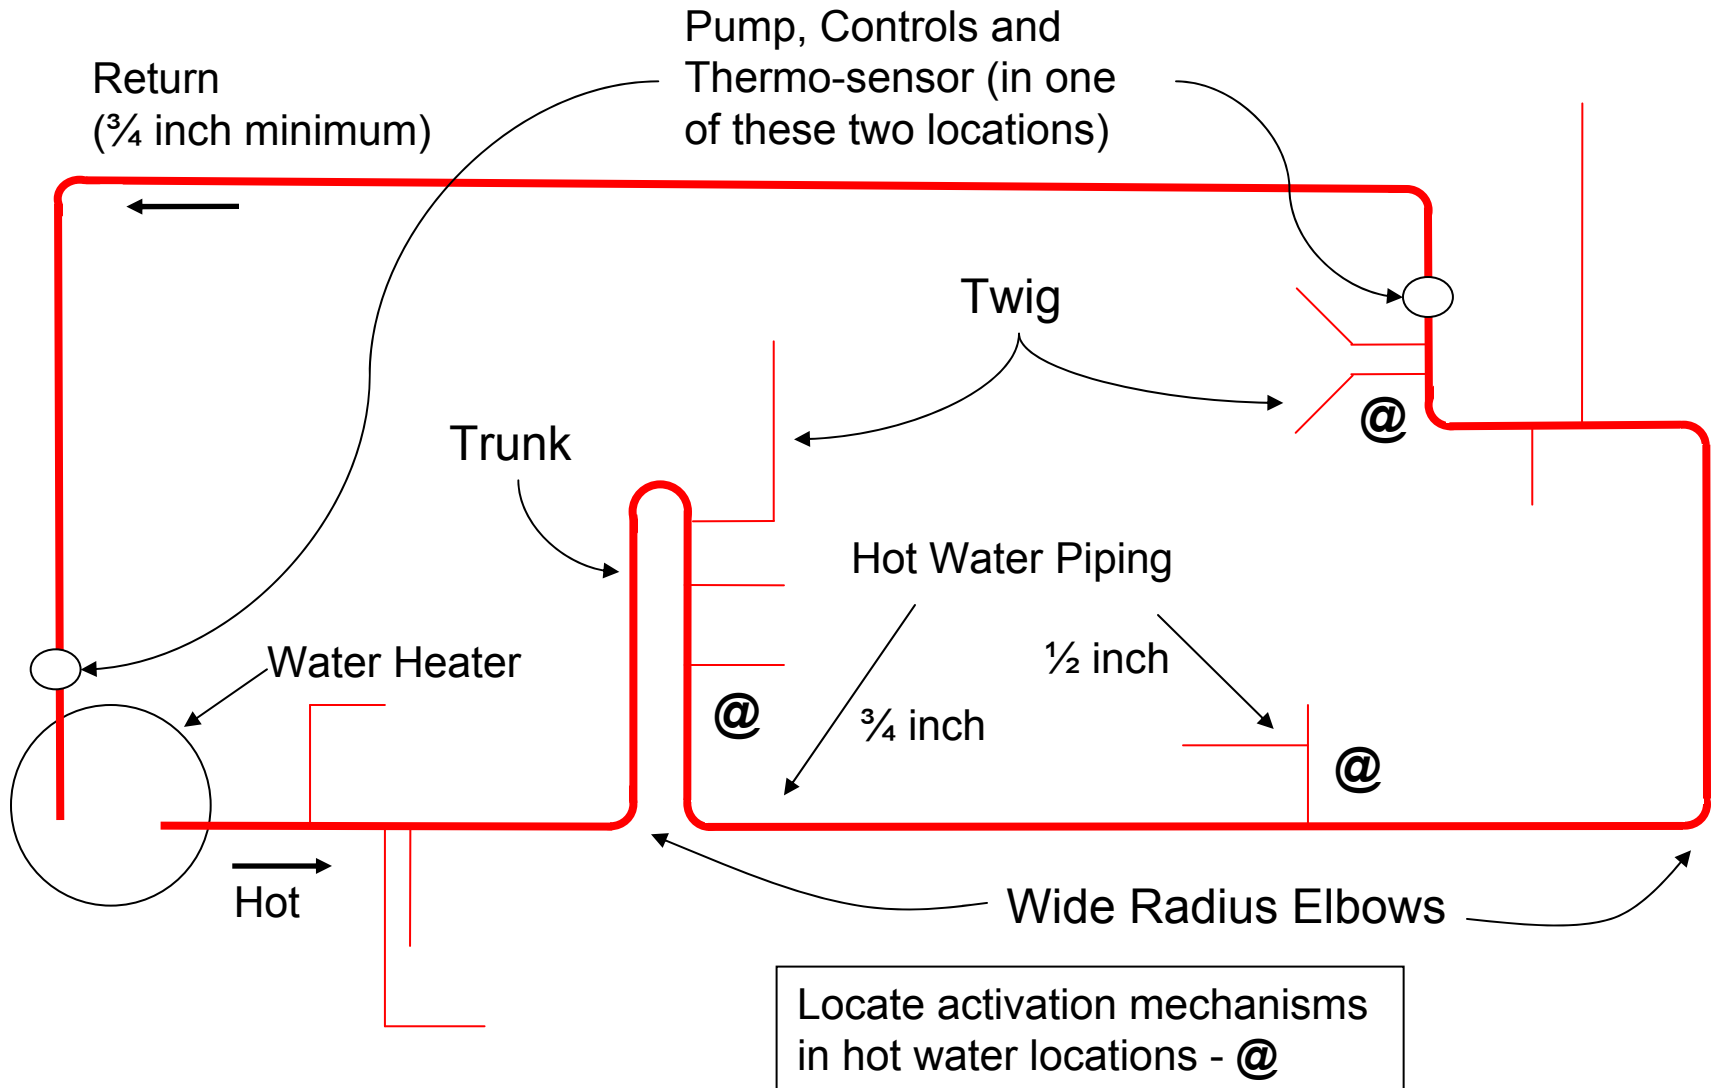 Pump, Controls and
Thermo-sensor (in one
of these two locations)
Return
(¾ inch minimum)
Twig
@
Trunk
Hot Water Piping
½ inch
¾ inch
Water Heater
@
@
Hot
Wide Radius Elbows
Locate activation mechanisms
in hot water locations - @